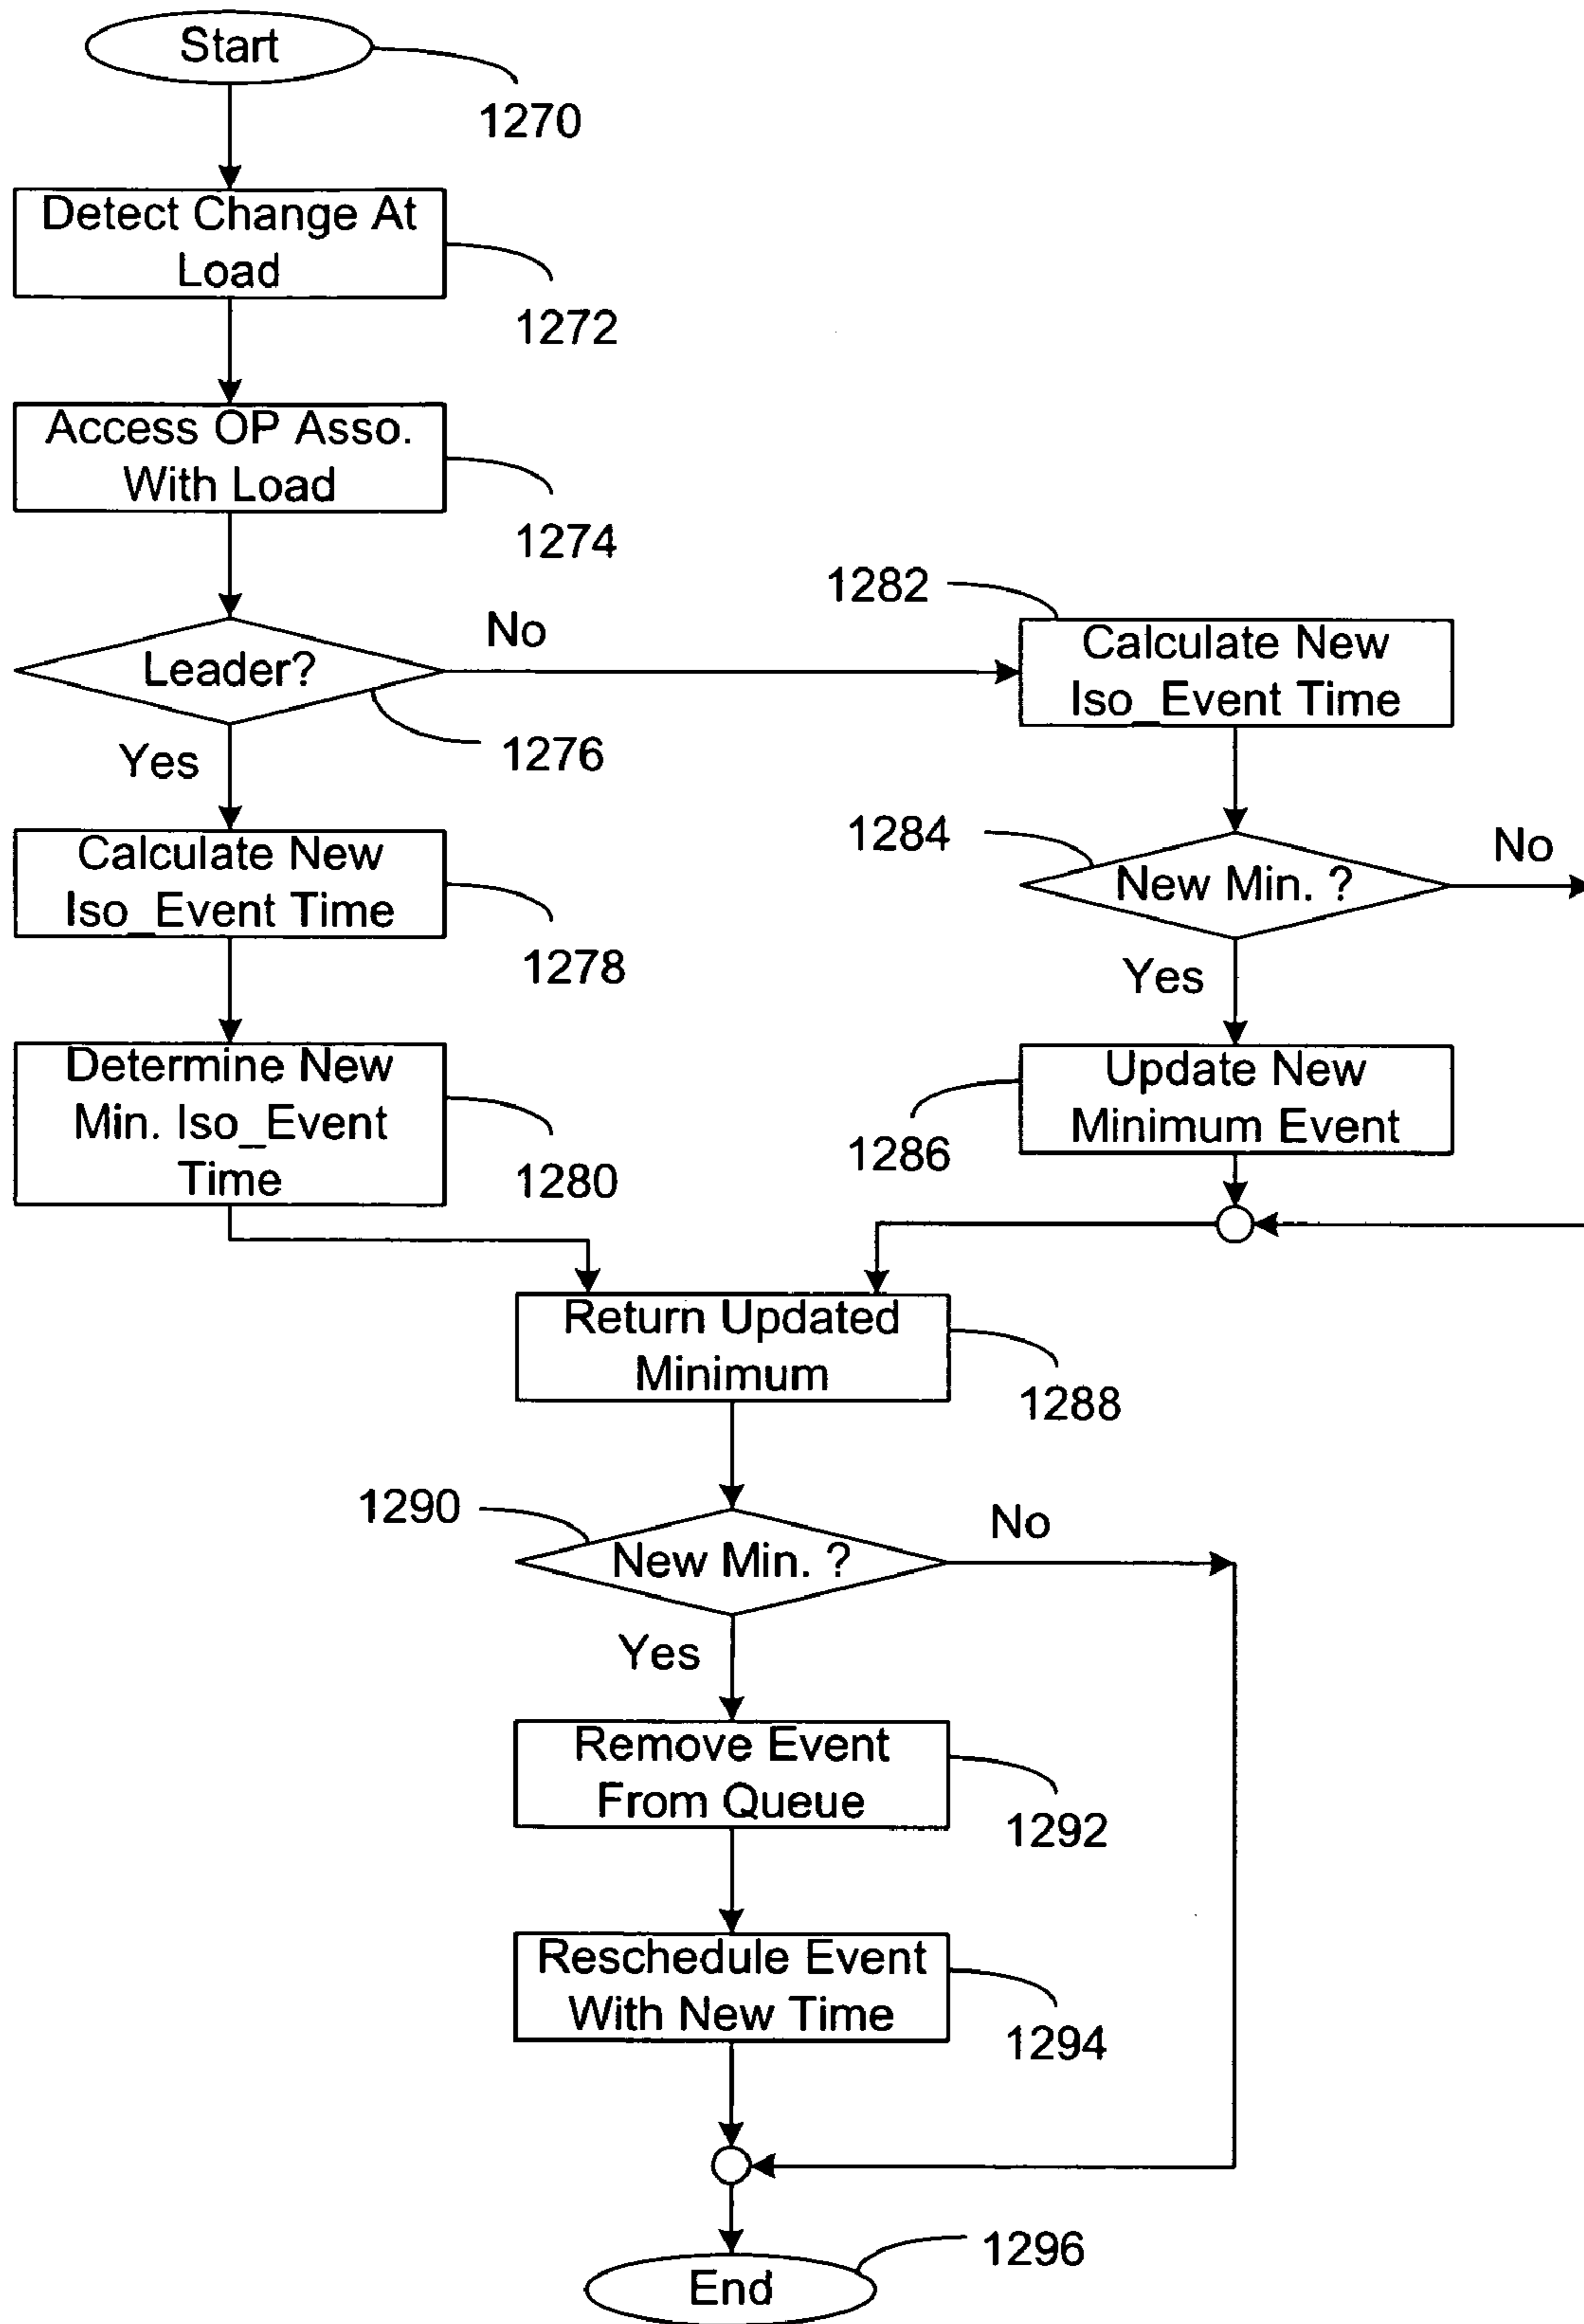 Start
1270
Detect Change At
Load
1272
Access OP Asso.
With Load
1274
Leader?
No
1276
Yes
1282
Calculate New
Iso_Event Time
Calculate New
Iso_Event Time
1278
1284
New Min. ?
No
Yes
Determine New
Min. Iso_Event
Time
1280
Update New
Minimum Event
1286
Return Updated
Minimum
1288
1290
New Min. ?
No
Yes
Remove Event
From Queue
1292
Reschedule Event
With New Time
1294
End
1296